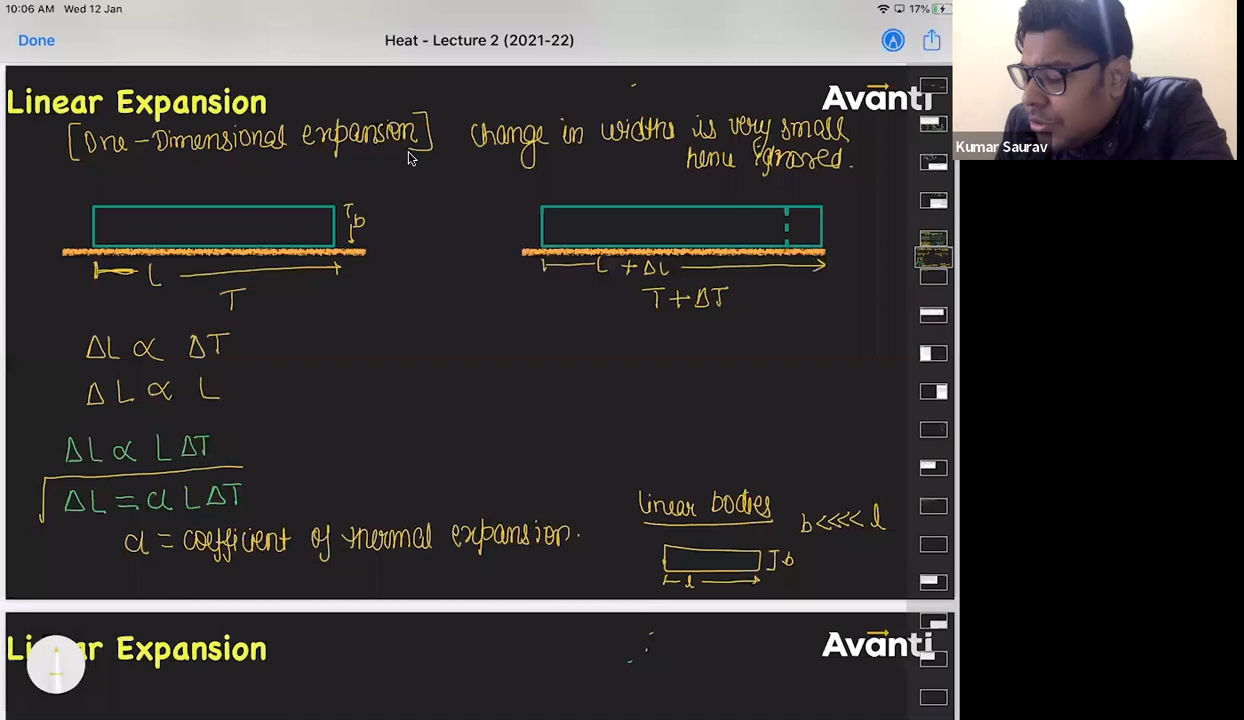 10:06 AM Wed 12 Jan
17%
Done
Heat - Lecture 2 (2021-22)
Linear Expansion
Avanti
[One-Dimensional expansion]
change in widths is very small
hence ignored.
Kumar Saurav
b
L
T
L + ΔL
T + ΔT
ΔL ∝ ΔT
ΔL ∝ L
ΔL ∝ L ΔT
ΔL = α L ΔT
α = coefficient of thermal expansion.
linear bodies
b <<<< l
b
l
Linear Expansion
Avanti